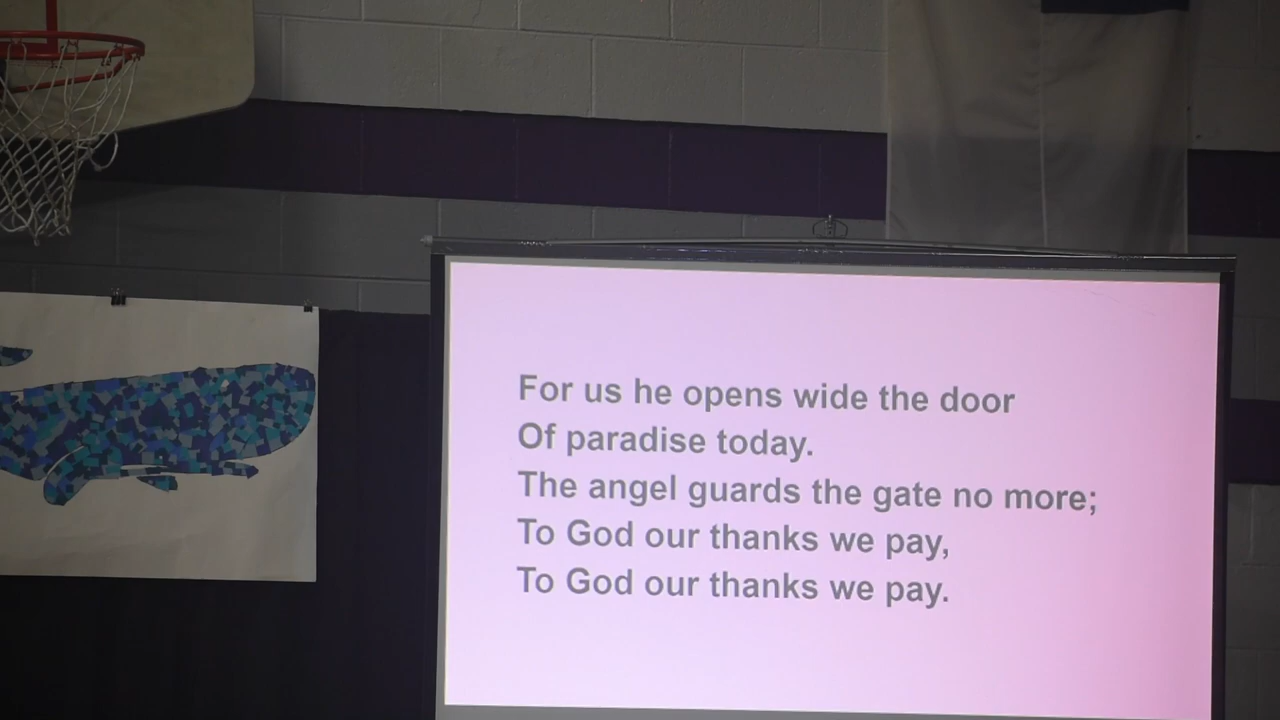 For us he opens wide the door
Of paradise today.
The angel guards the gate no more;
To God our thanks we pay,
To God our thanks we pay.